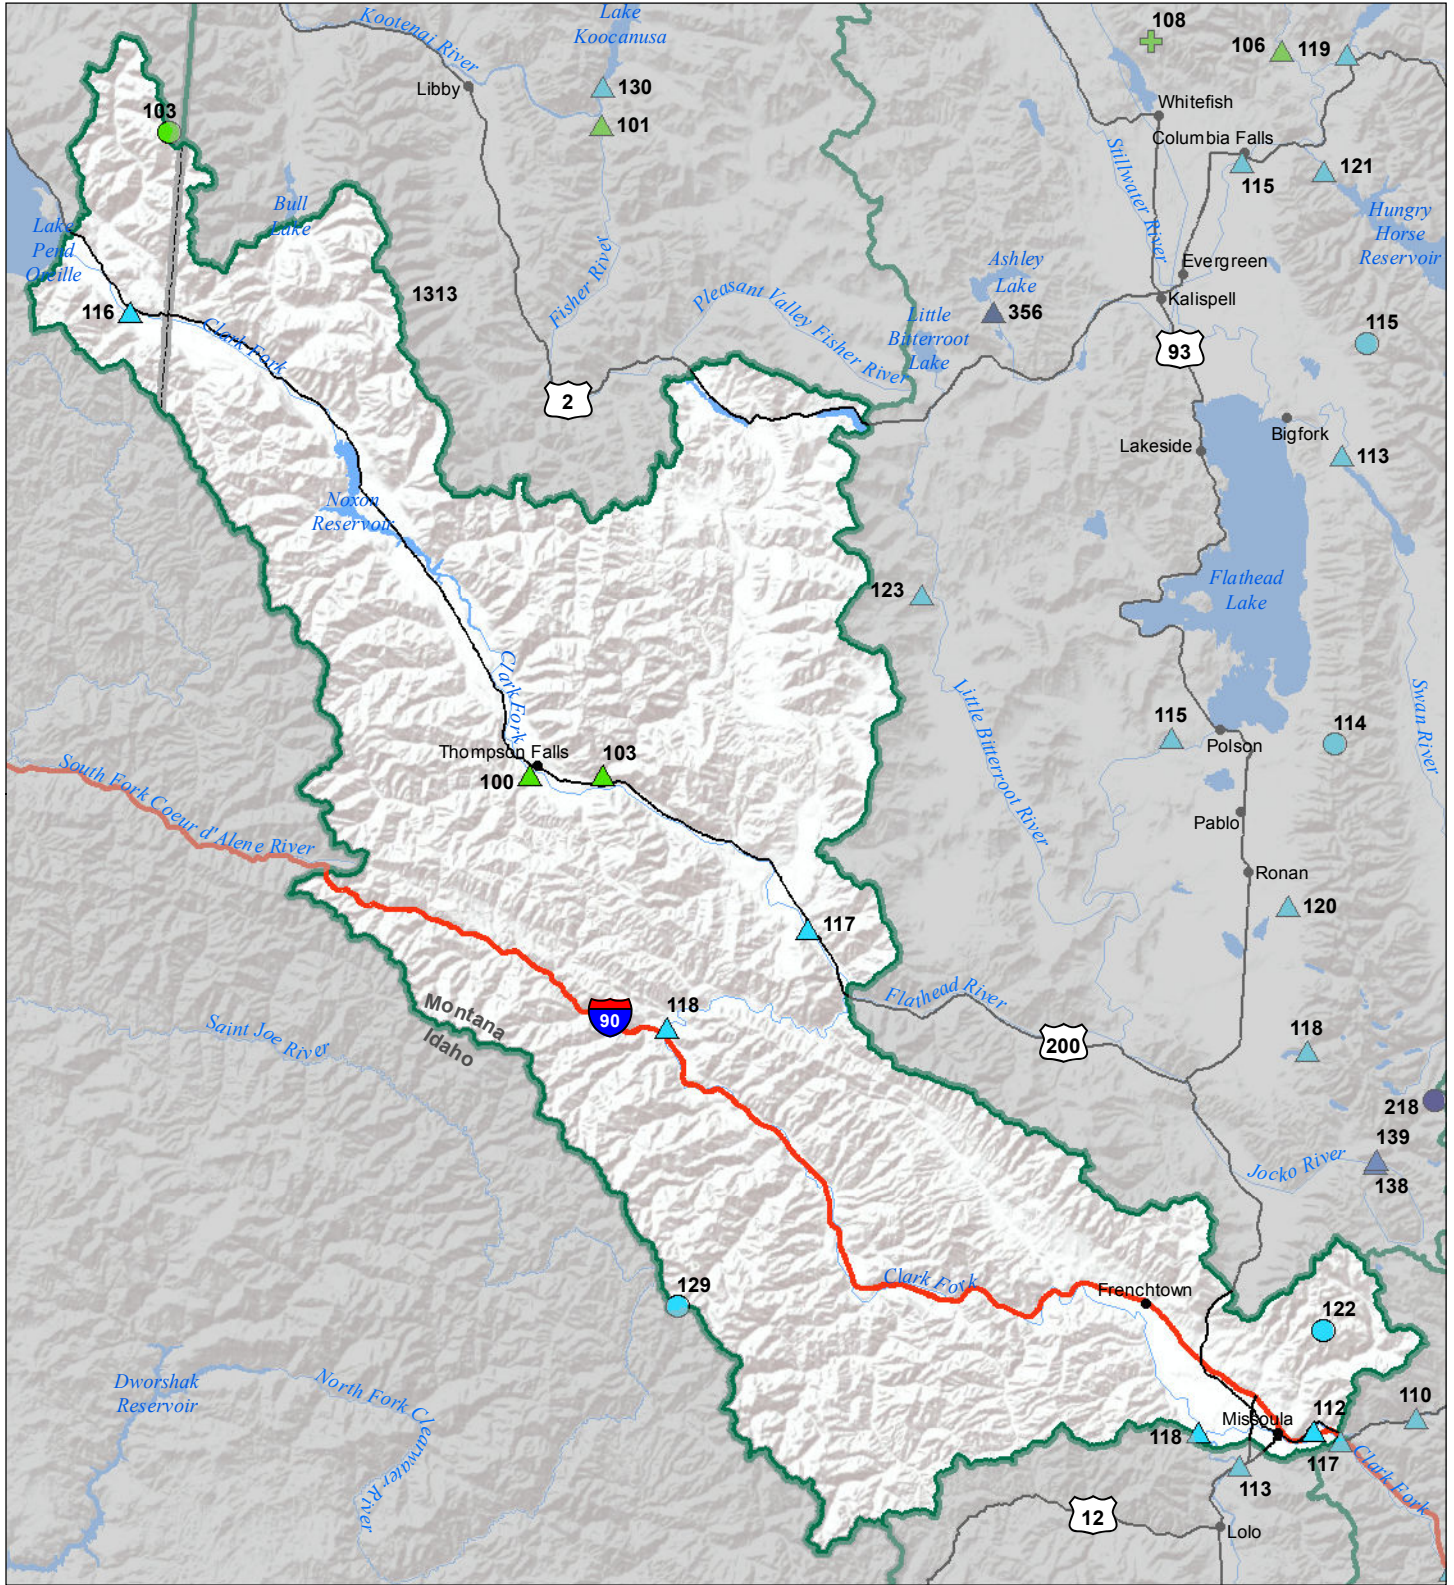 Kootenai River
Lake
Koocanusa
108
106
119
103
Libby
130
101
Whitefish
Columbia Falls
115
121
Stillwater River
Bull
Lake
Hungry
Horse
Reservoir
Lake
Pend
Oreille
Fisher River
Ashley
Lake
Evergreen
Kalispell
1313
116
Clark Fork
Pleasant Valley Fisher River
Little
Bitterroot
Lake
356
115
93
2
Lakeside
Bigfork
113
Noxon
Reservoir
123
Flathead
Lake
Clark Fork
Little Bitterroot River
Swan River
Thompson Falls
100
103
115
Polson
114
South Fork Coeur d'Alene River
Pablo
Ronan
120
117
Flathead River
Montana
Idaho
90
118
Saint Joe River
200
118
218
139
138
Jocko River
Clark Fork
129
Frenchtown
122
Dworshak
Reservoir
North Fork Clearwater River
110
Missoula
112
118
117
113
Clark Fork
12
Lolo